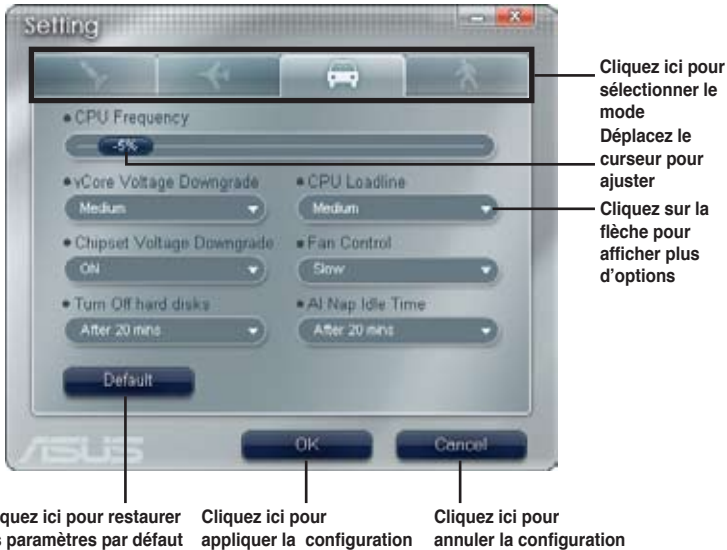 Setting
Cliquez ici pour
sélectionner le
mode
• CPU Frequency
-5%
Déplacez le
curseur pour
ajuster
• vCore Voltage Downgrade
• CPU Loadline
Medium
Medium
Cliquez sur la
flèche pour
afficher plus
d'options
• Chipset Voltage Downgrade
• Fan Control
ON
Slow
• Turn Off hard disks
• AI Nap Idle Time
After 20 mins
After 20 mins
Default
ASUS
OK
Cancel
quez ici pour restaurer
s paramètres par défaut
Cliquez ici pour
appliquer la configuration
Cliquez ici pour
annuler la configuration